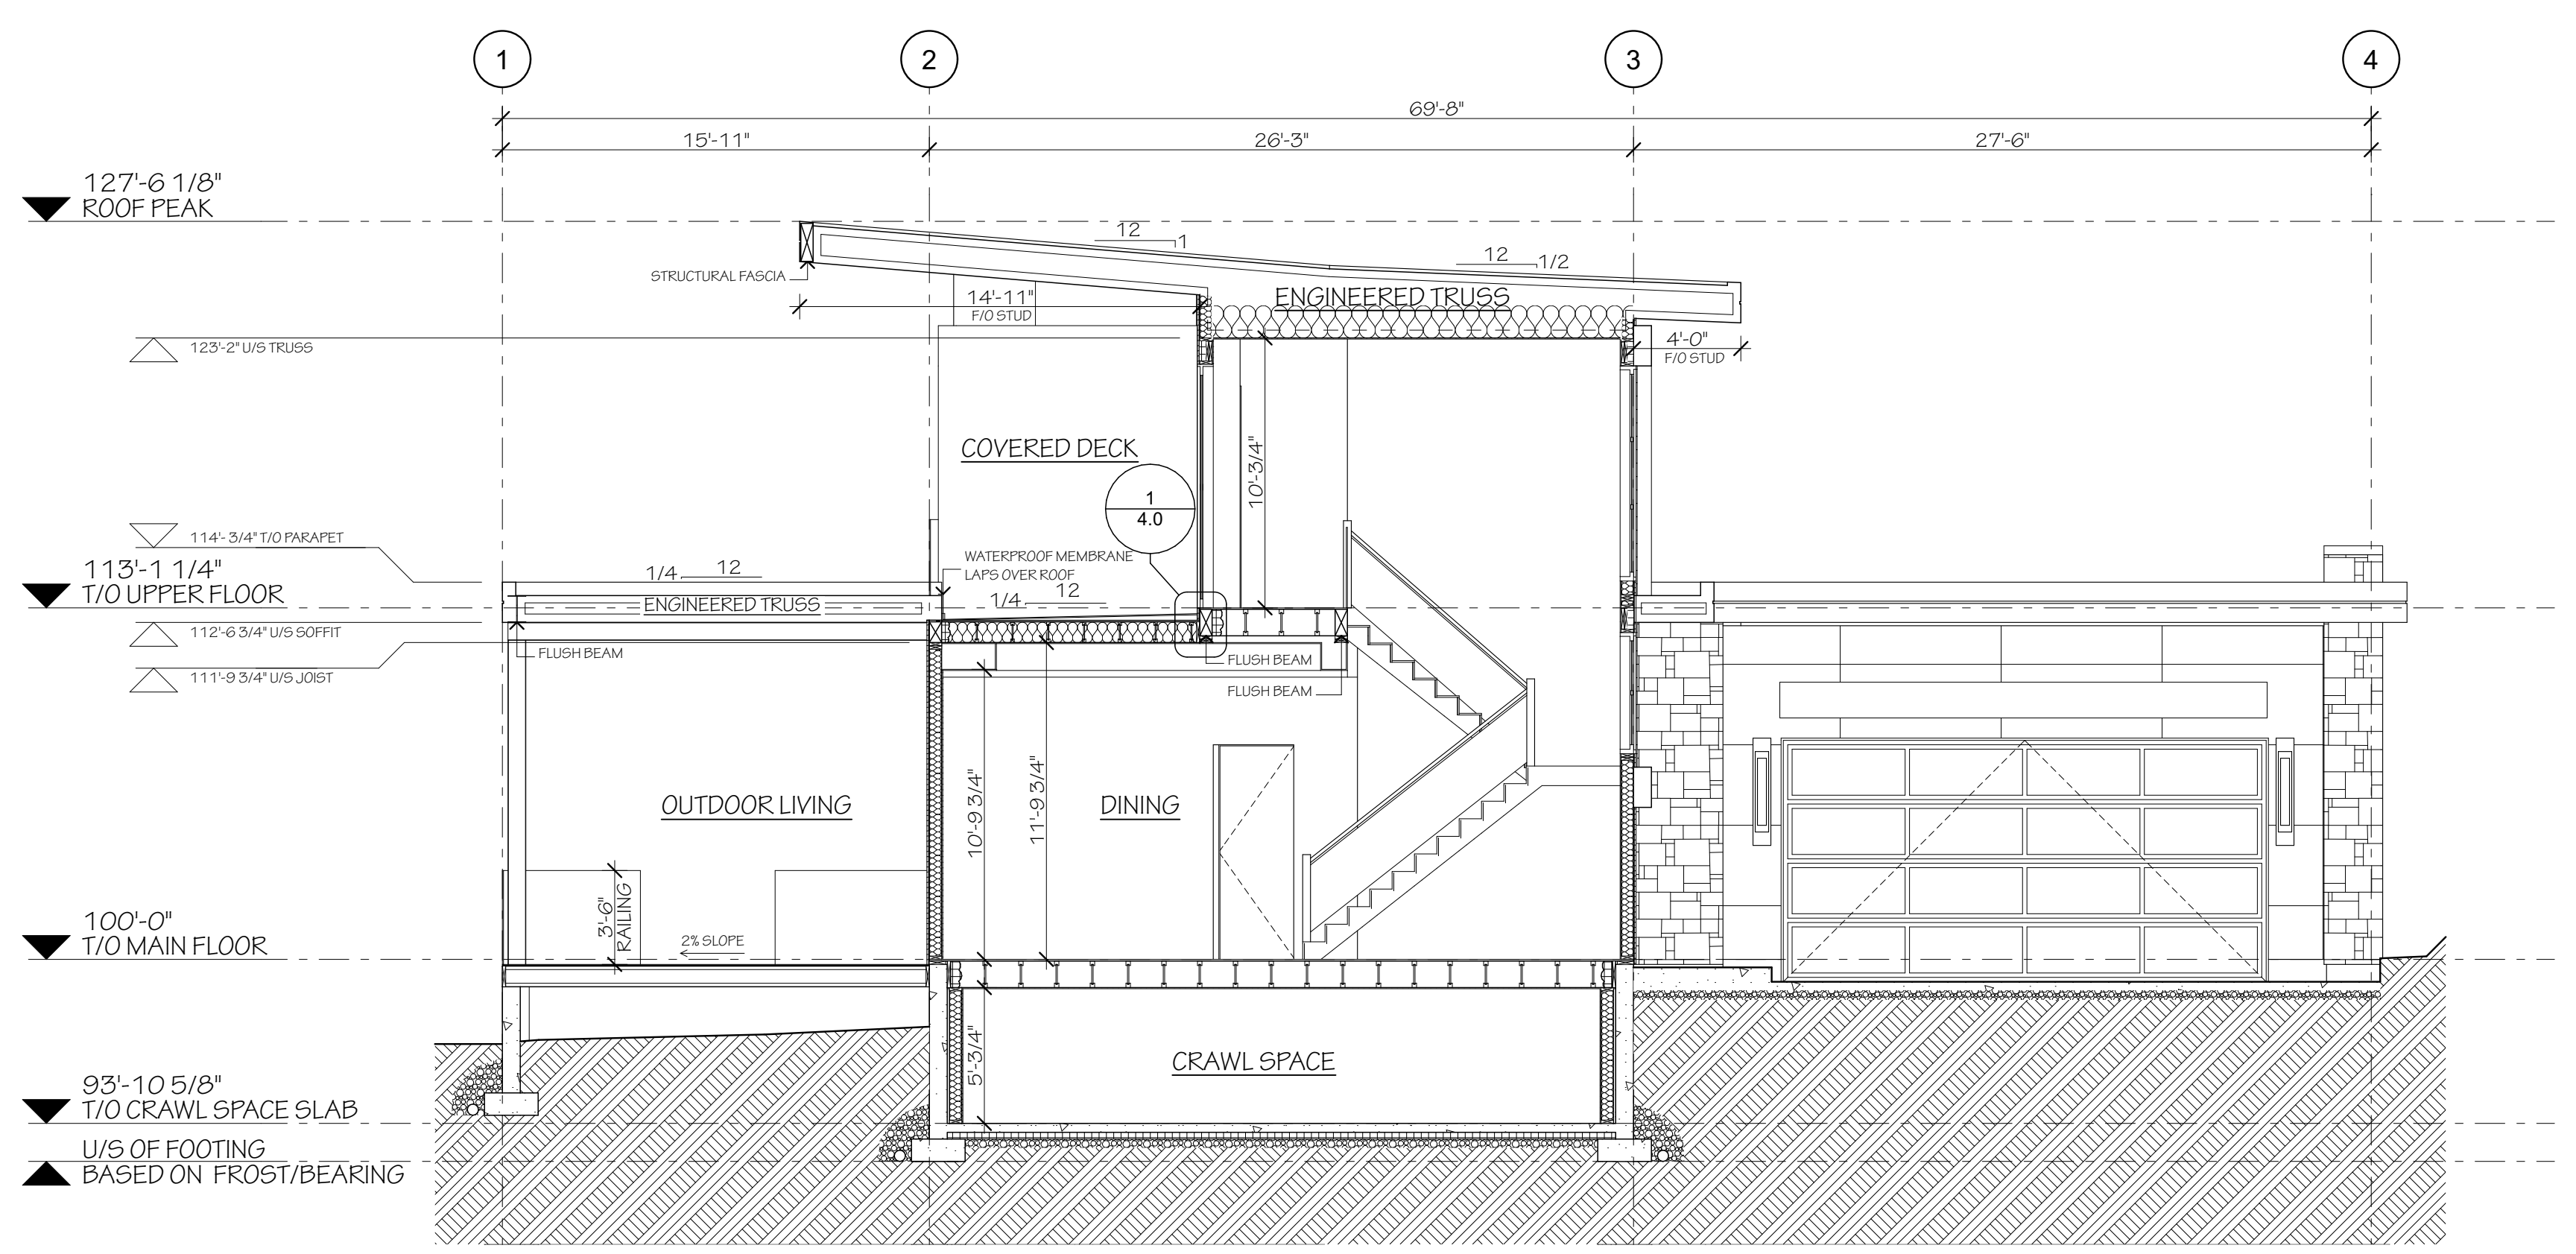 1
2
3
4
69'-8"
15'-11"
26'-3"
27'-6"
127'-6 1/8"
ROOF PEAK
12
1
12
1/2
STRUCTURAL FASCIA
14'-11"
F/O STUD
ENGINEERED TRUSS
123'-2" U/S TRUSS
4'-0"
F/O STUD
COVERED DECK
10'-3/4"
1
4.0
114'- 3/4" T/O PARAPET
WATERPROOF MEMBRANE
LAPS OVER ROOF
113'-1 1/4"
T/O UPPER FLOOR
1/4
12
1/4
12
ENGINEERED TRUSS
112'-6 3/4" U/S SOFFIT
FLUSH BEAM
FLUSH BEAM
111'-9 3/4" U/S JOIST
FLUSH BEAM
OUTDOOR LIVING
10'-9 3/4"
11'-9 3/4"
DINING
3'-6"
RAILING
2% SLOPE
100'-0"
T/O MAIN FLOOR
5'-3/4"
CRAWL SPACE
93'-10 5/8"
T/O CRAWL SPACE SLAB
U/S OF FOOTING
BASED ON FROST/BEARING